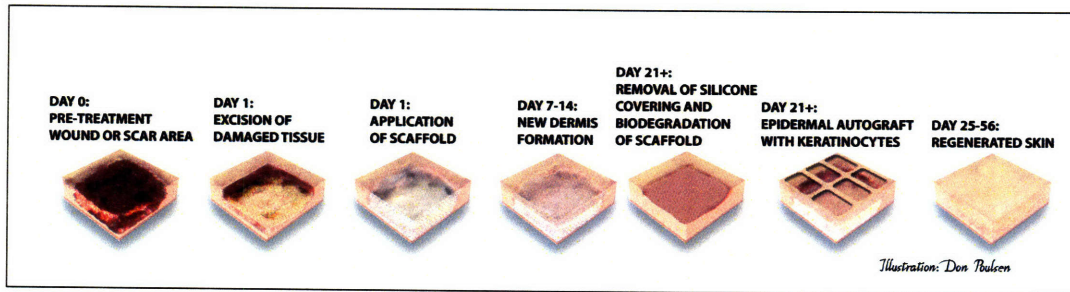 DAY 0:
PRE-TREATMENT
WOUND OR SCAR AREA
DAY 1:
EXCISION OF
DAMAGED TISSUE
DAY 1:
APPLICATION
OF SCAFFOLD
DAY 7-14:
NEW DERMIS
FORMATION
DAY 21+:
REMOVAL OF SILICONE
COVERING AND
BIODEGRADATION
OF SCAFFOLD
DAY 21+:
EPIDERMAL AUTOGRAFT
WITH KERATINOCYTES
DAY 25-56:
REGENERATED SKIN
Illustration: Don Poulsen